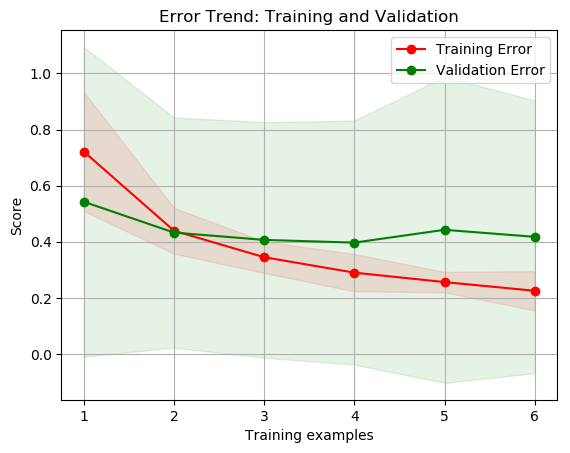 Error Trend: Training and Validation
Training Error
Validation Error
Score
1.0
0.8
0.6
0.4
0.2
0.0
1 2 3 4 5 6
Training examples